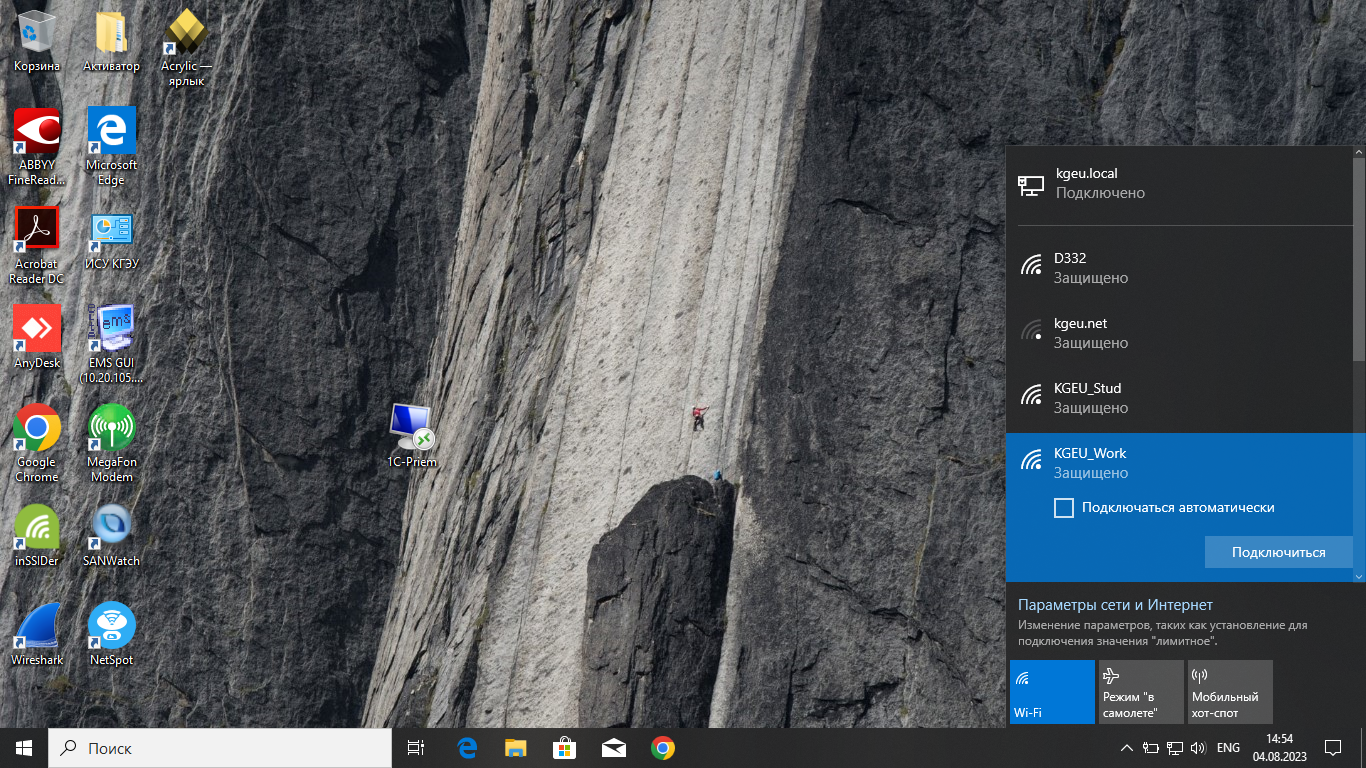 Корзина
Активатор
Acrylic —
ярлык
ABBYY
FineRead...
Microsoft
Edge
Acrobat
Reader DC
ИСУ КГЭУ
AnyDesk
EMS GUI
(10.20.105....
Google
Chrome
MegaFon
Modem
1C-Priem
inSSIDer
SANWatch
Wireshark
NetSpot
kgeu.local
Подключено
D332
Защищено
kgeu.net
Защищено
KGEU_Stud
Защищено
KGEU_Work
Защищено
Подключаться автоматически
Подключиться
Параметры сети и Интернет
Изменение параметров, таких как установление для
подключения значения "лимитное".
Wi-Fi
Режим "в
самолете"
Мобильный
хот-спот
Поиск
ENG
14:54
04.08.2023